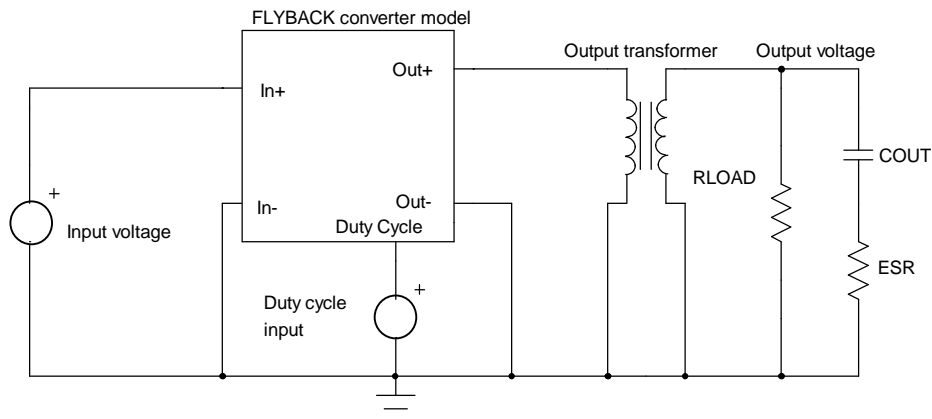 FLYBACK converter model
Output transformer
Output voltage
Out+
In+
COUT
RLOAD
+
In-
Out-
Input voltage
Duty Cycle
ESR
+
Duty cycle
input